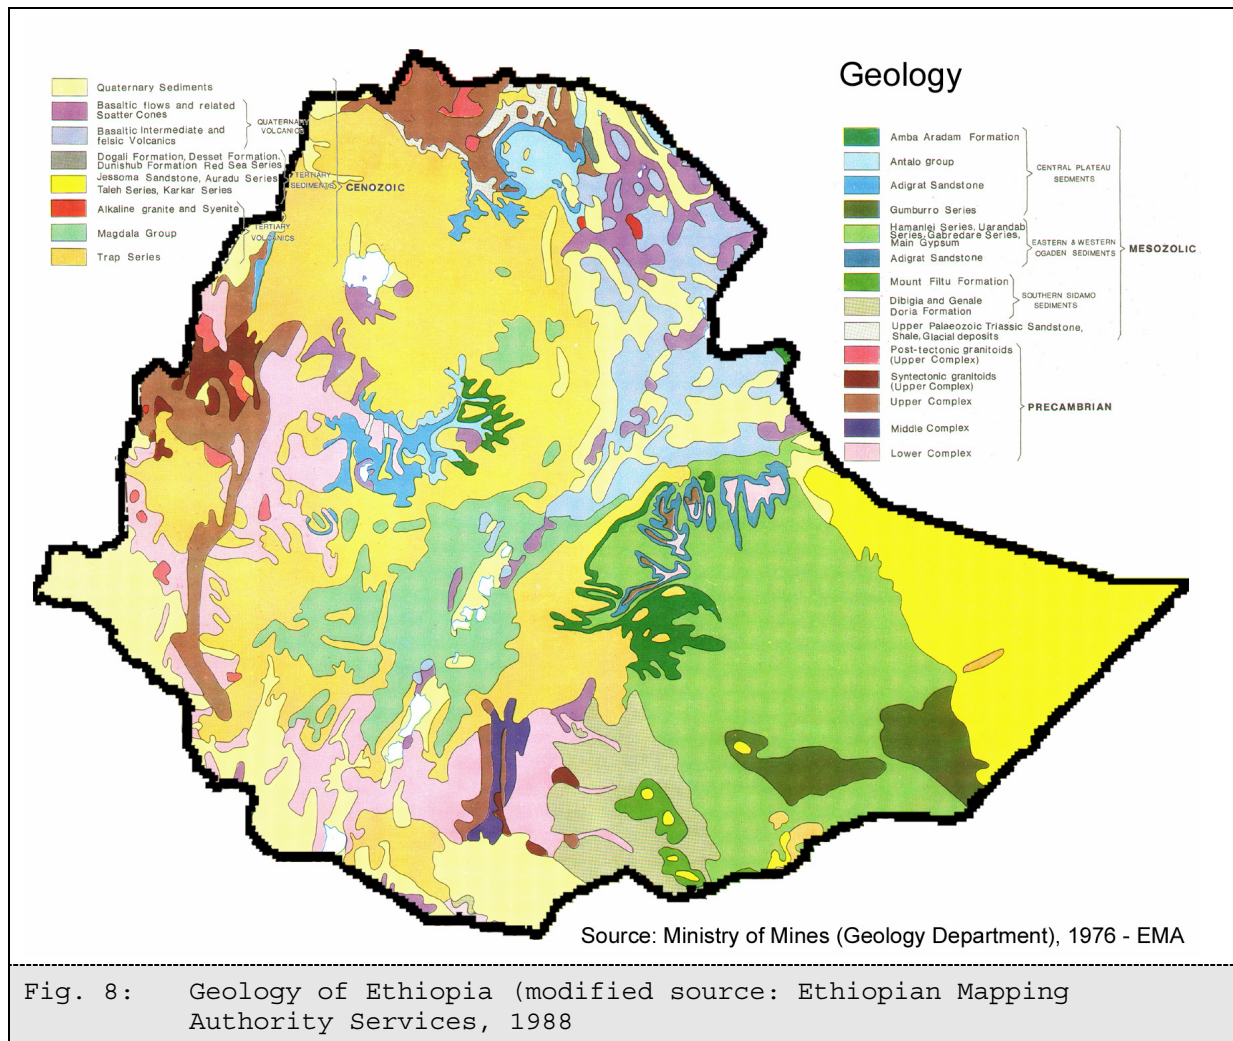 Geology
Quaternary Sediments
Basaltic flows and related
Spatter Cones
Basaltic Intermediate and
felsic Volcanics
QUATERNARY
VOLCANICS
Dogali Formation, Desset Formation,
Dunishub Formation Red Sea Series
Jessoma Sandstone, Auradu Series
Taleh Series, Karkar Series
TERTIARY
SEDIMENTS
CENOZOIC
Alkaline granite and Syenite
Magdala Group
Trap Series
TERTIARY
VOLCANICS
Amba Aradam Formation
Antalo group
Adigrat Sandstone
Gumburro Series
CENTRAL PLATEAU
SEDMENTS
Hamanlei Series, Uarandab
Series, Gabredare Series,
Main Gypsum
Adigrat Sandstone
EASTERN & WESTERN
OGADEN SEDIMENTS
MESOZOLIC
Mount Filtu Formation
Dibigia and Genale
Doria Formation
SOUTHERN SIDAMO
SEDIMENTS
Upper Palaeozoic Triassic Sandstone,
Shale, Glacial deposits
Post-tectonic granitoids
(Upper Complex)
Syntectonic granitoids
(Upper Complex)
Upper Complex
Middle Complex
Lower Complex
PRECAMBRIAN
Source: Ministry of Mines (Geology Department), 1976 - EMA
Fig. 8: Geology of Ethiopia (modified source: Ethiopian Mapping
Authority Services, 1988